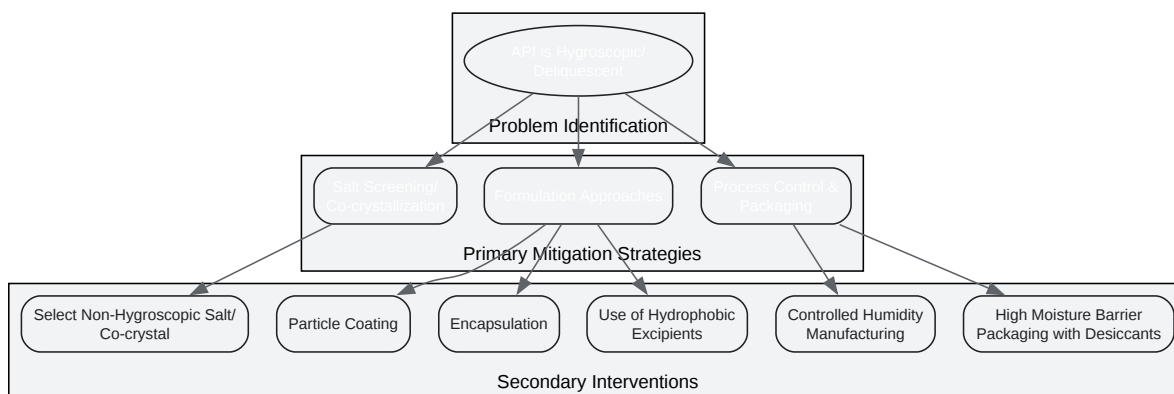 API is Hygroscopic/
Deliquescent
Problem Identification
Salt Screening/
Co-crystallization
Formulation Approaches
Process Control &
Packaging
Primary Mitigation Strategies
Select Non-Hygroscopic Salt/
Co-crystal
Particle Coating
Encapsulation
Use of Hydrophobic
Excipients
Controlled Humidity
Manufacturing
High Moisture Barrier
Packaging with Desiccants
Secondary Interventions